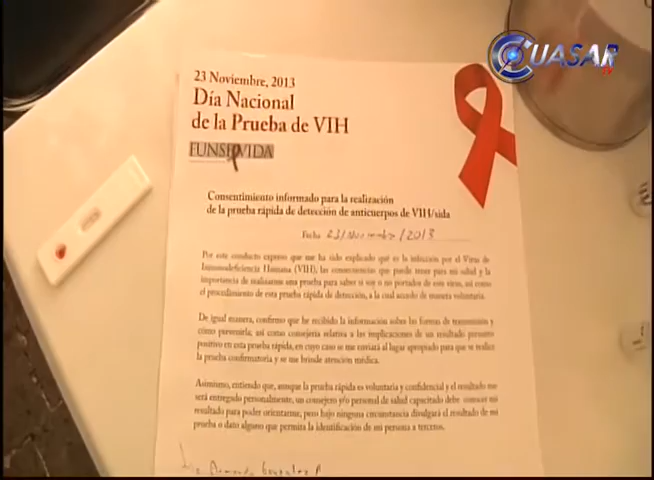 CUASAR TV
23 Noviembre, 2013
Día Nacional
de la Prueba de VIH
FUNSERVIDA
Consentimiento informado para la realización
de la prueba rápida de detección de anticuerpos de VIH/sida
Fecha 23/Noviembre/2013
Por este conducto expreso que me ha sido explicado qué es la infección por el Virus de
Inmunodeficiencia Humana (VIH), las consecuencias que puede tener para mi salud y la
importancia de realizarme una prueba para saber si soy o no portador de este virus, así como
el procedimiento de esta prueba rápida de detección, a la cual accedo de manera voluntaria.
De igual manera, confirmo que he recibido la información sobre las formas de transmisión y
cómo prevenirla, así como consejería relativa a las implicaciones de un resultado presunto
positivo en esta prueba rápida, en cuyo caso se me enviará al lugar apropiado para que se realice
la prueba confirmatoria y se me brinde atención médica.
Asimismo, entiendo que, aunque la prueba rápida es voluntaria y confidencial y el resultado me
será entregado personalmente, un consejero y/o personal de salud capacitado debe conocer mi
resultado para poder orientarme, pero bajo ninguna circunstancia divulgará el resultado de mi
prueba o dato alguno que permita la identificación de mi persona a terceros.